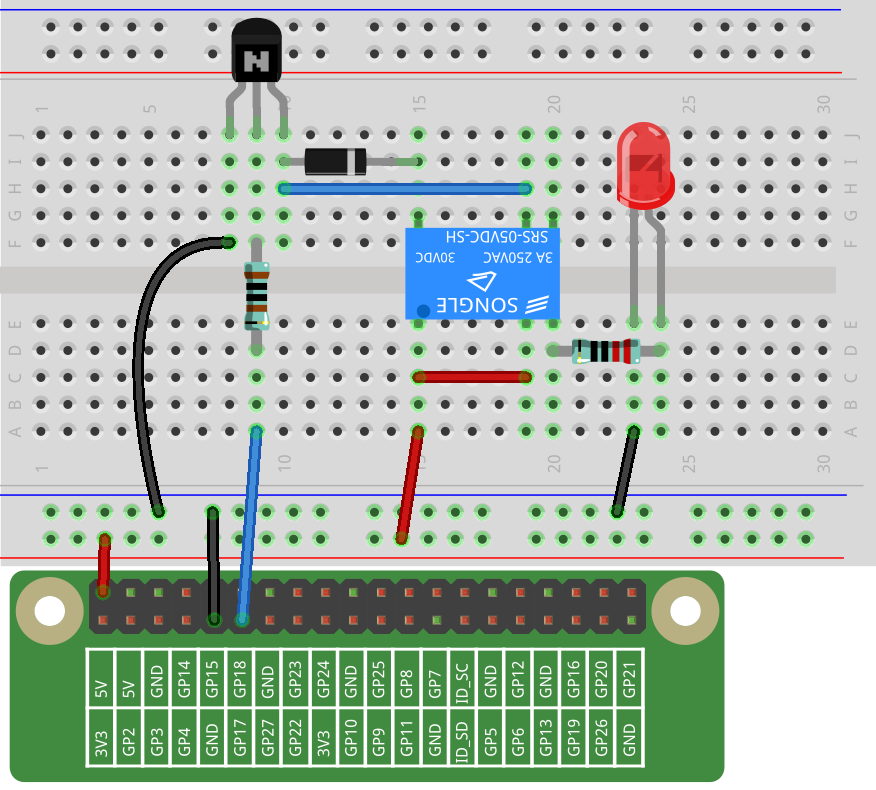 1 5 10 15 20 25 30
J J
I I
H H
G G
F F
SRS-05VDC-SH
3A 250VAC 30VDC
SONGLE
E E
D D
C C
B B
A A
1 10 15 20 25 30
5V 5V GND GP14 GP15 GP18 GND GP23 GP24 GND GP25 GP8 GP7 ID_SC GND GP12 GND GP16 GP20 GP21
3V3 GP2 GP3 GP4 GND GP17 GP27 GP22 3V3 GP10 GP9 GP11 GND ID_SD GP5 GP6 GP13 GP19 GP26 GND